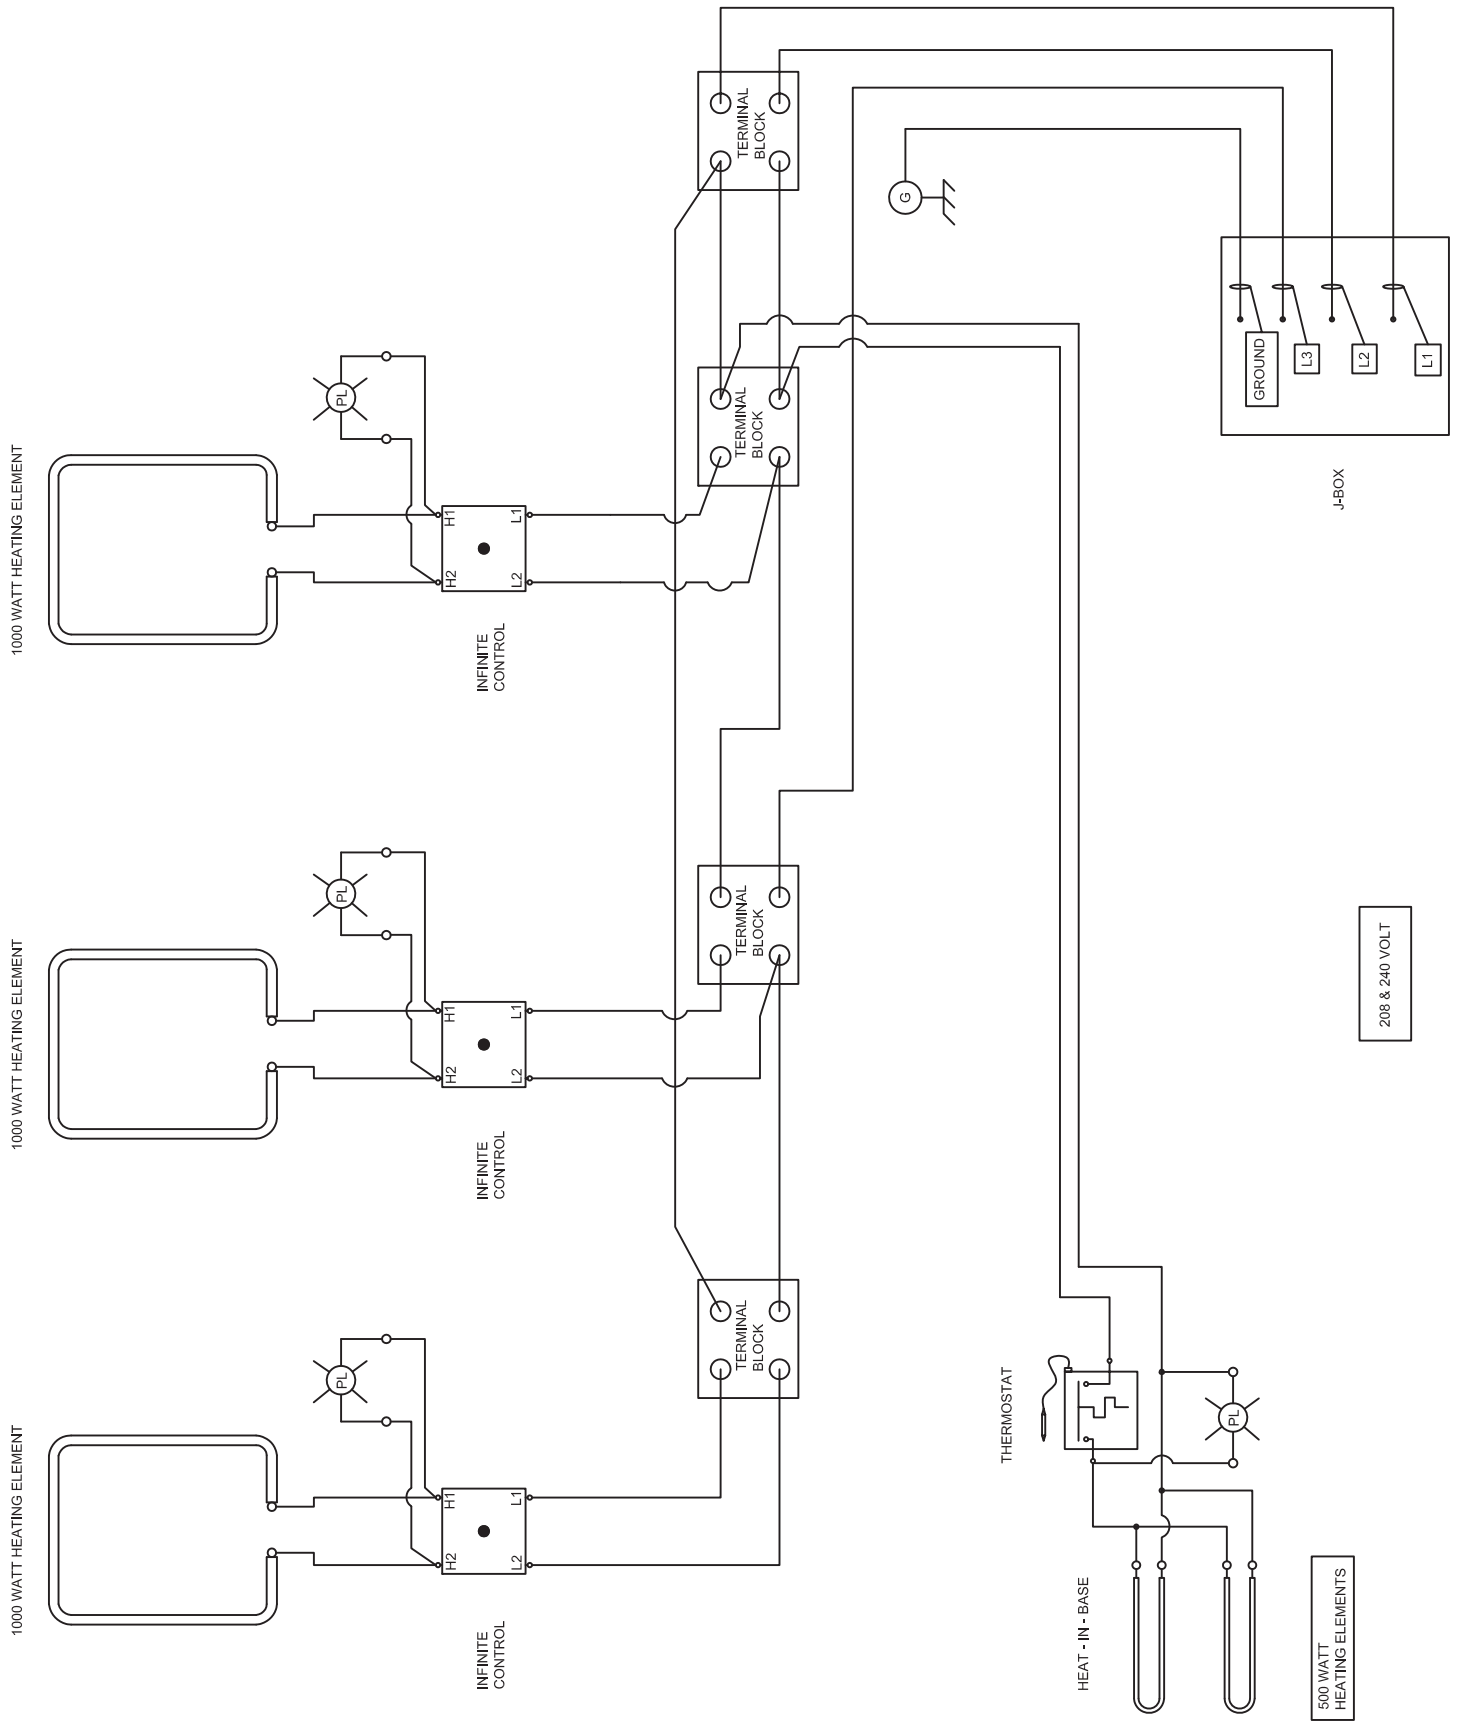 1000 WATT HEATING ELEMENT
1000 WATT HEATING ELEMENT
1000 WATT HEATING ELEMENT
PL
PL
PL
H2 H1
H2 H1
H2 H1
INFINITE
CONTROL
L2 L1
INFINITE
CONTROL
L2 L1
INFINITE
CONTROL
L2 L1
TERMINAL
BLOCK
TERMINAL
BLOCK
TERMINAL
BLOCK
TERMINAL
BLOCK
G
THERMOSTAT
HEAT - IN - BASE
PL
GROUND
L3
L2
L1
J-BOX
500 WATT
HEATING ELEMENTS
208 & 240 VOLT